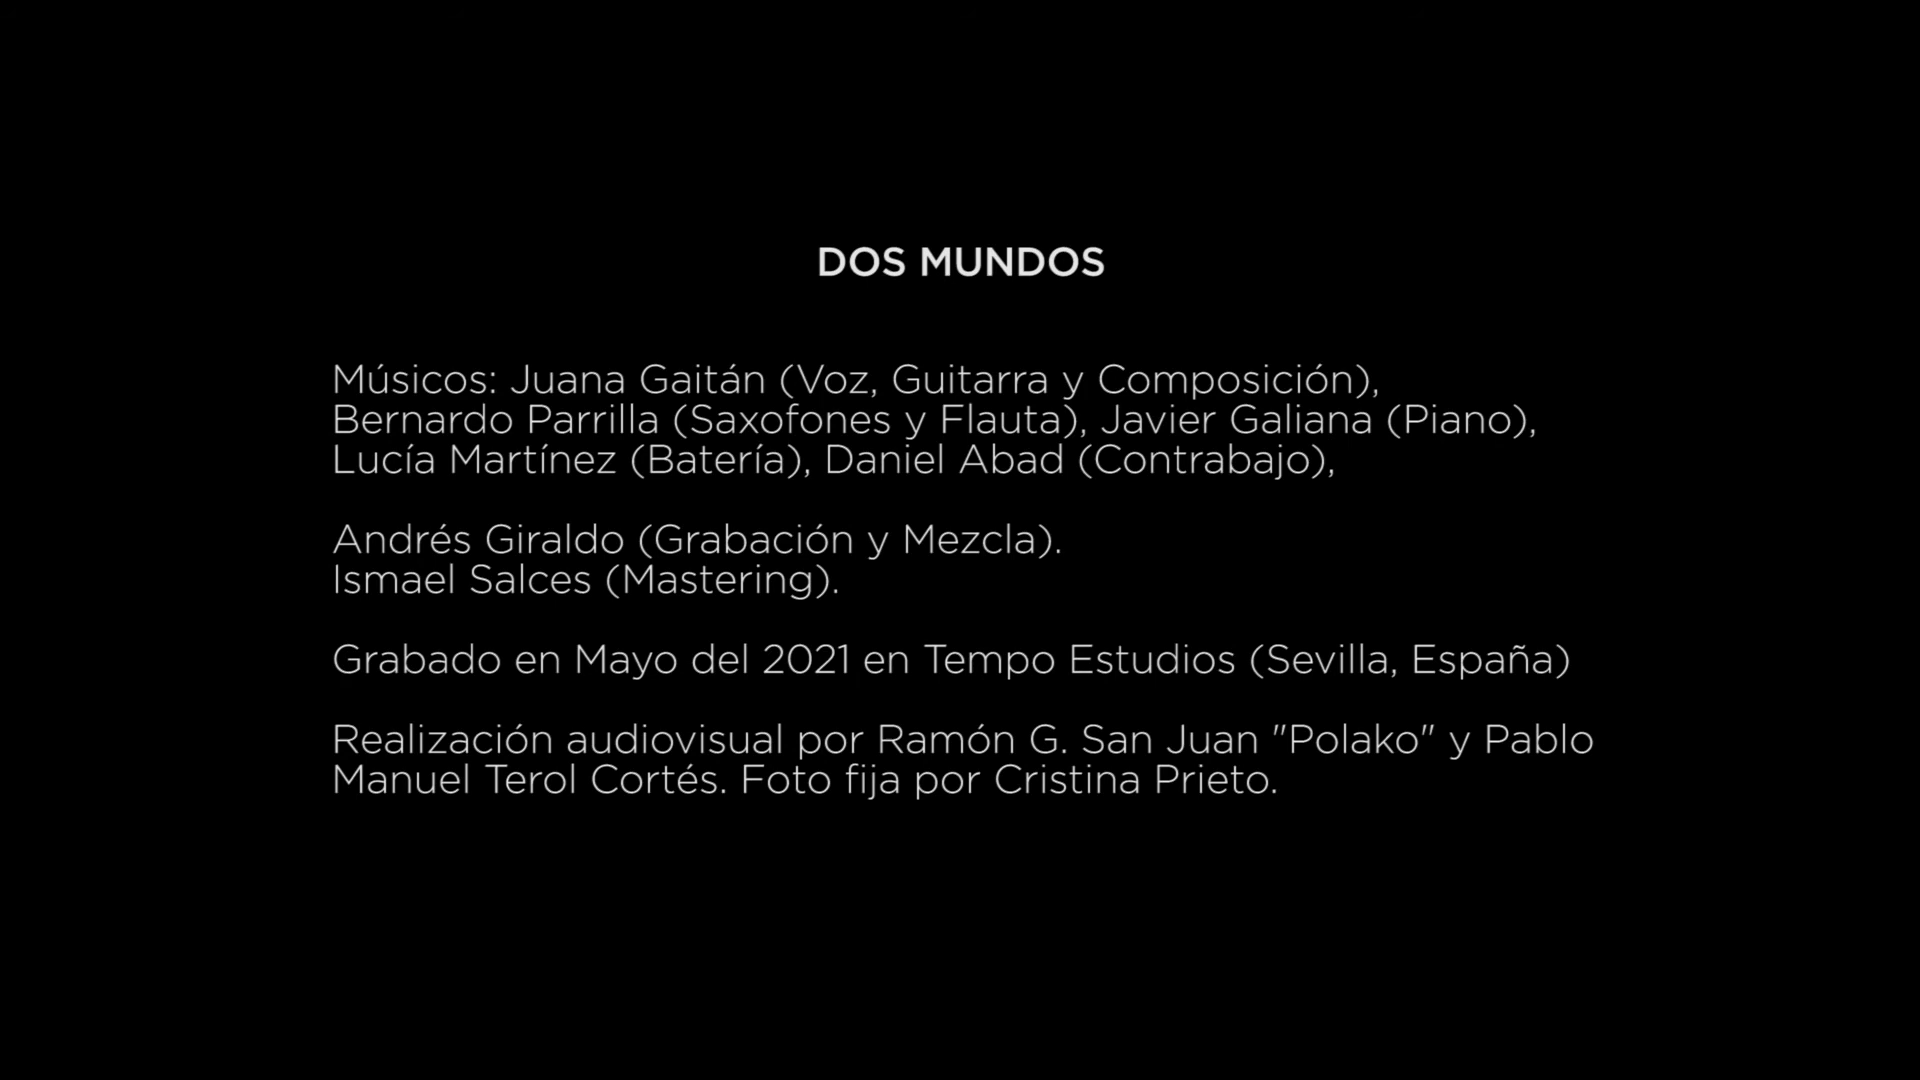 DOS MUNDOS
Músicos: Juana Gaitán (Voz, Guitarra y Composición),
Bernardo Parrilla (Saxofones y Flauta), Javier Galiana (Piano),
Lucía Martínez (Batería), Daniel Abad (Contrabajo),
Andrés Giraldo (Grabación y Mezcla).
Ismael Salces (Mastering).
Grabado en Mayo del 2021 en Tempo Estudios (Sevilla, España)
Realización audiovisual por Ramón G. San Juan "Polako" y Pablo
Manuel Terol Cortés. Foto fija por Cristina Prieto.